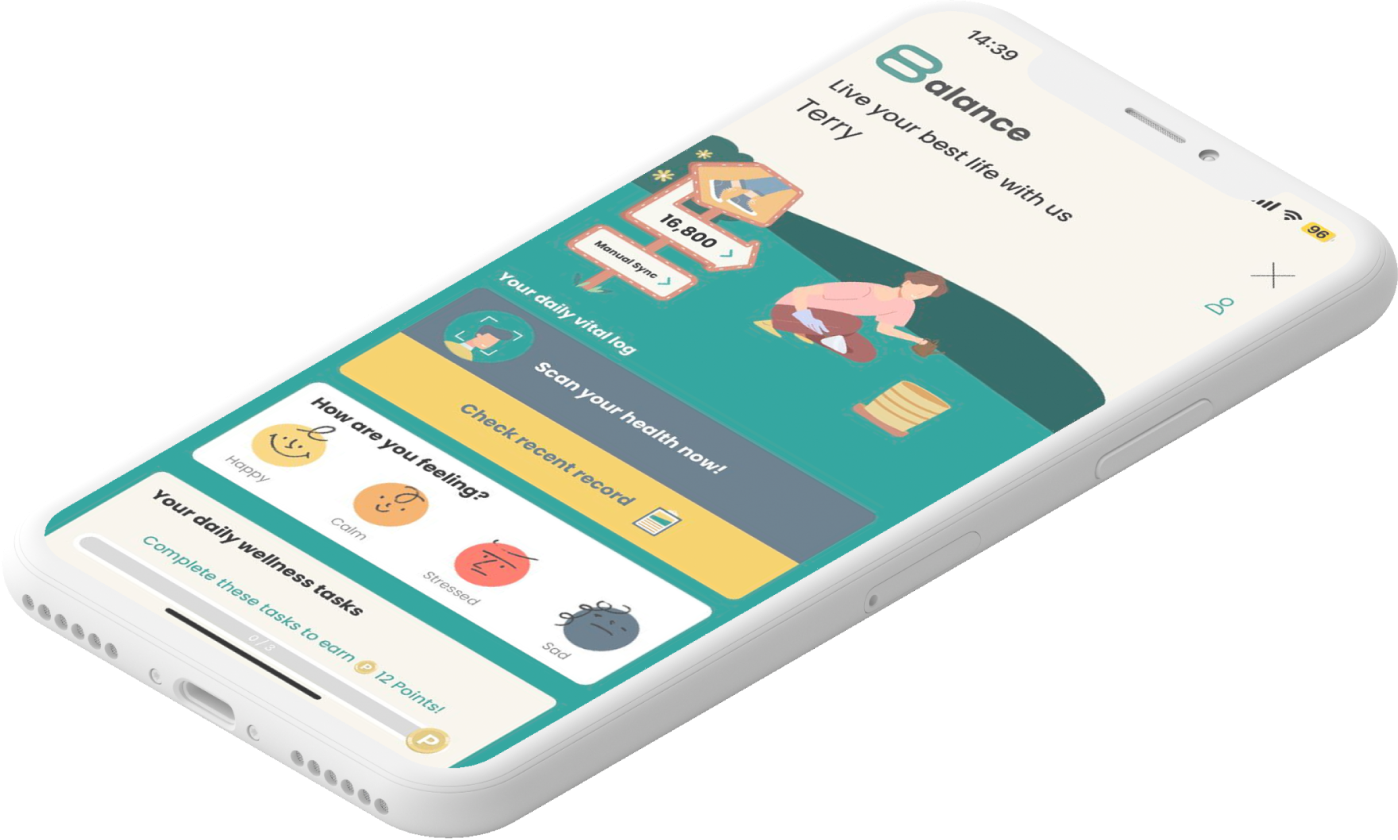 14:39
96
Balance
Live your best life with us
Terry
16,800
Manual Sync
Your daily vital log
Scan your health now!
Check recent record
How are you feeling?
Happy
Calm
Stressed
Sad
Your daily wellness tasks
Complete these tasks to earn P 12 Points!
0 / 3
P